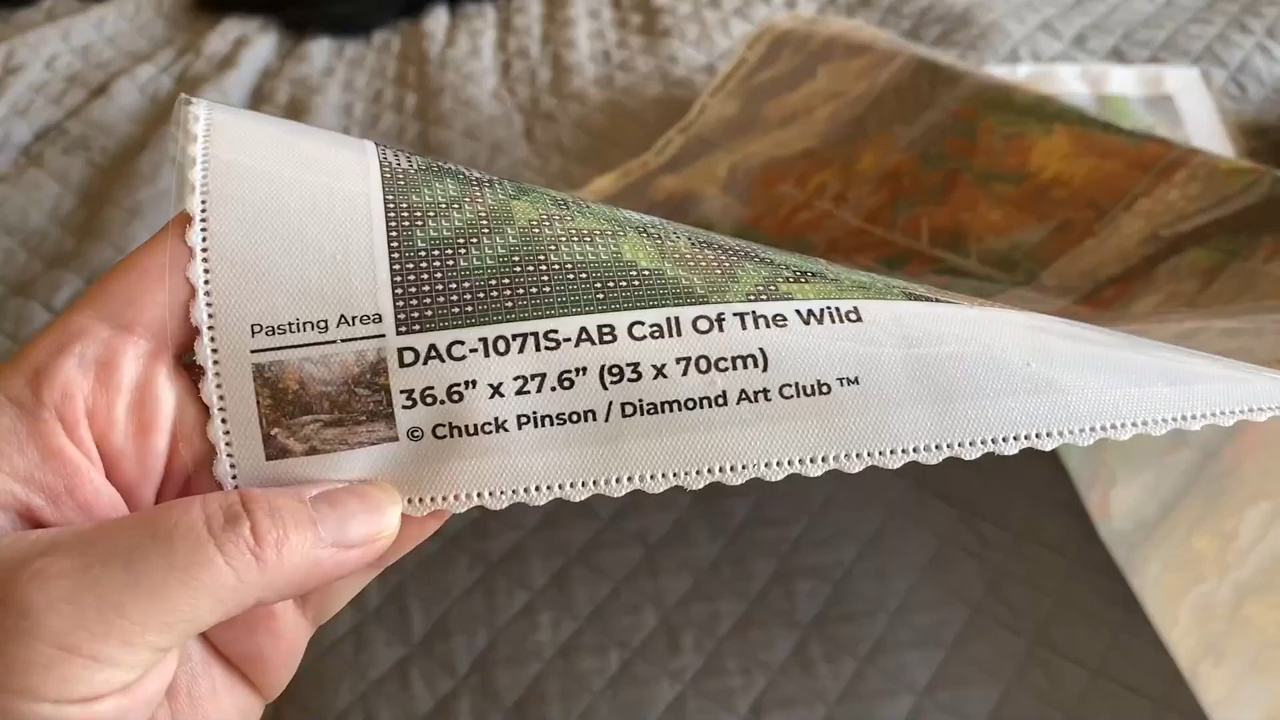 Pasting Area
DAC-1071S-AB Call Of The Wild
36.6” x 27.6” (93 x 70cm)
© Chuck Pinson / Diamond Art Club ™